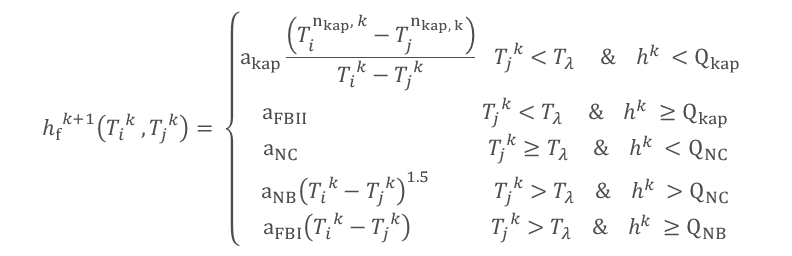 h_f^{k+1}(T_i^k , T_j^k) = { a_kap (T_i^{n_kap, k} − T_j^{n_kap, k}) / (T_i^k − T_j^k)   T_j^k < T_λ   &   h^k < Q_kap
a_FBII   T_j^k < T_λ   &   h^k ≥ Q_kap
a_NC   T_j^k ≥ T_λ   &   h^k < Q_NC
a_NB(T_i^k − T_j^k)^{1.5}   T_j^k > T_λ   &   h^k > Q_NC
a_FBI(T_i^k − T_j^k)   T_j^k > T_λ   &   h^k ≥ Q_NB